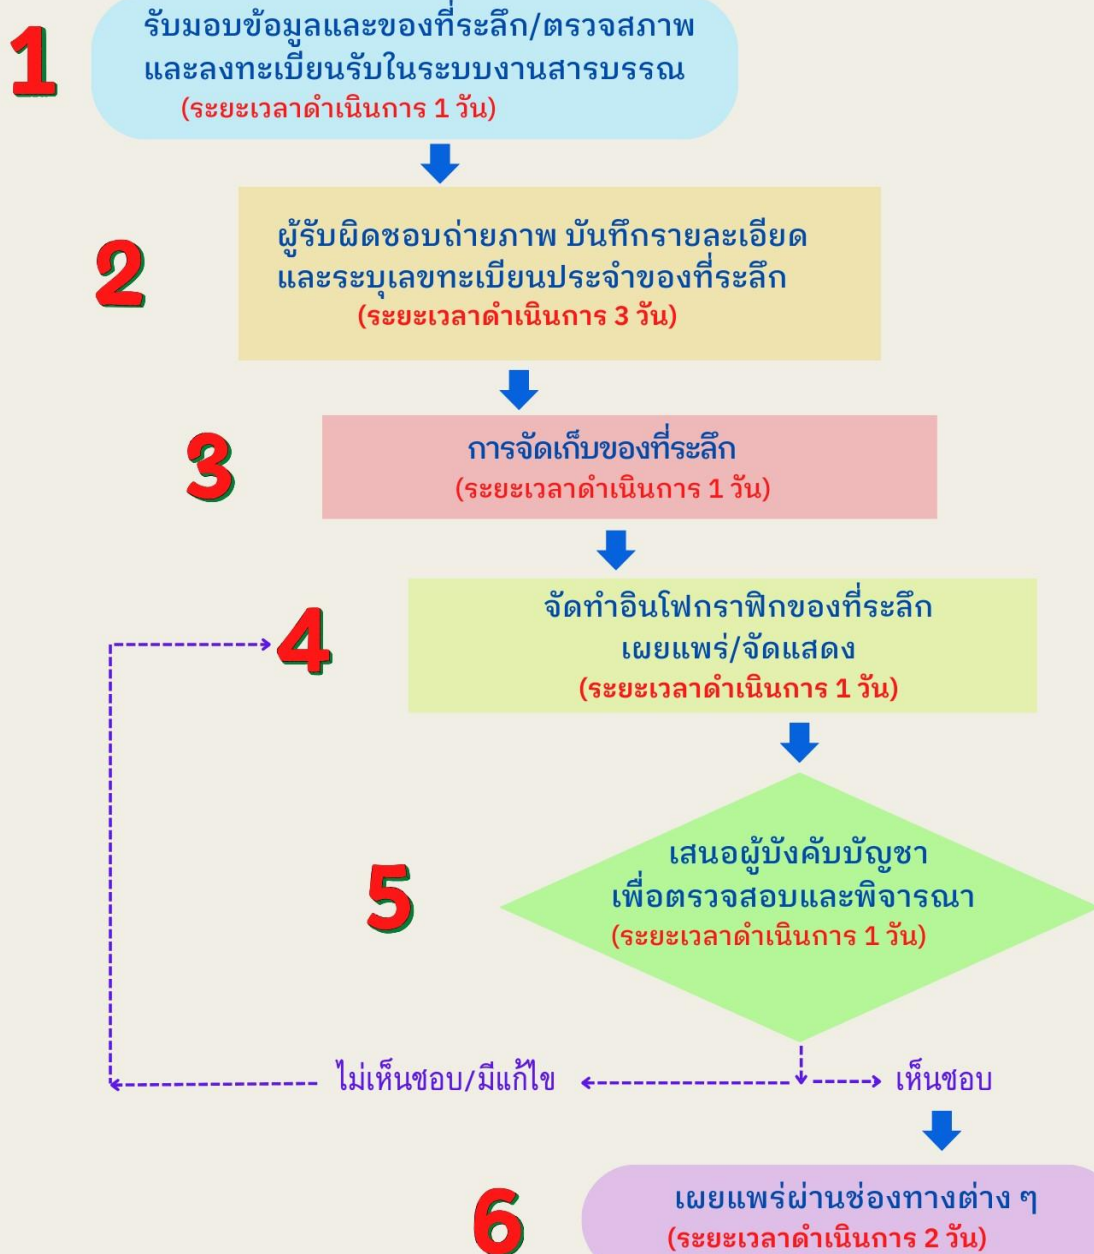 1
รับมอบข้อมูลและของที่ระลึก/ตรวจสภาพ
และลงทะเบียนรับในระบบงานสารบรรณ
(ระยะเวลาดำเนินการ 1 วัน)
2
ผู้รับผิดชอบถ่ายภาพ บันทึกรายละเอียด
และระบุเลขทะเบียนประจำของที่ระลึก
(ระยะเวลาดำเนินการ 3 วัน)
3
การจัดเก็บของที่ระลึก
(ระยะเวลาดำเนินการ 1 วัน)
4
จัดทำอินโฟกราฟิกของที่ระลึก
เผยแพร่/จัดแสดง
(ระยะเวลาดำเนินการ 1 วัน)
5
เสนอผู้บังคับบัญชา
เพื่อตรวจสอบและพิจารณา
(ระยะเวลาดำเนินการ 1 วัน)
ไม่เห็นชอบ/มีแก้ไข
เห็นชอบ
6
เผยแพร่ผ่านช่องทางต่าง ๆ
(ระยะเวลาดำเนินการ 2 วัน)